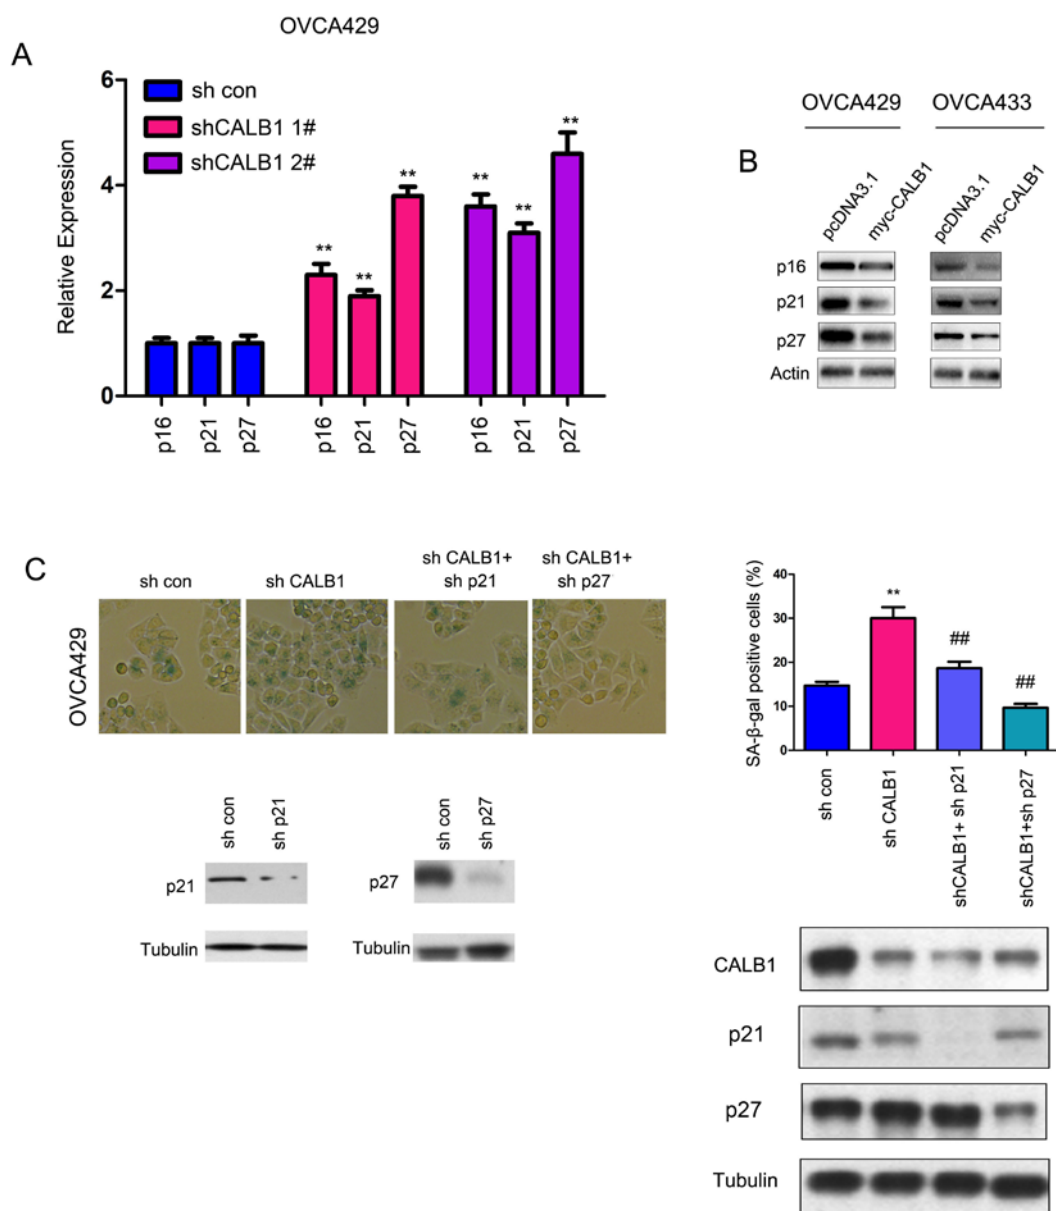 OVCA429
A
6
4
2
0
Relative Expression
sh con
shCALB1 1#
shCALB1 2#
**
**
**
**
**
**
p16
p21
p27
p16
p21
p27
p16
p21
p27
OVCA429 OVCA433
B
pcDNA3.1
myc-CALB1
pcDNA3.1
myc-CALB1
p16
p21
p27
Actin
C
sh con
sh CALB1
sh CALB1+
sh p21
sh CALB1+
sh p27
OVCA429
sh con
sh p21
p21
Tubulin
sh con
sh p27
p27
Tubulin
SA-β-gal positive cells (%)
40
30
20
10
0
**
##
##
sh con
sh CALB1
shCALB1+ sh p21
shCALB1+sh p27
CALB1
p21
p27
Tubulin